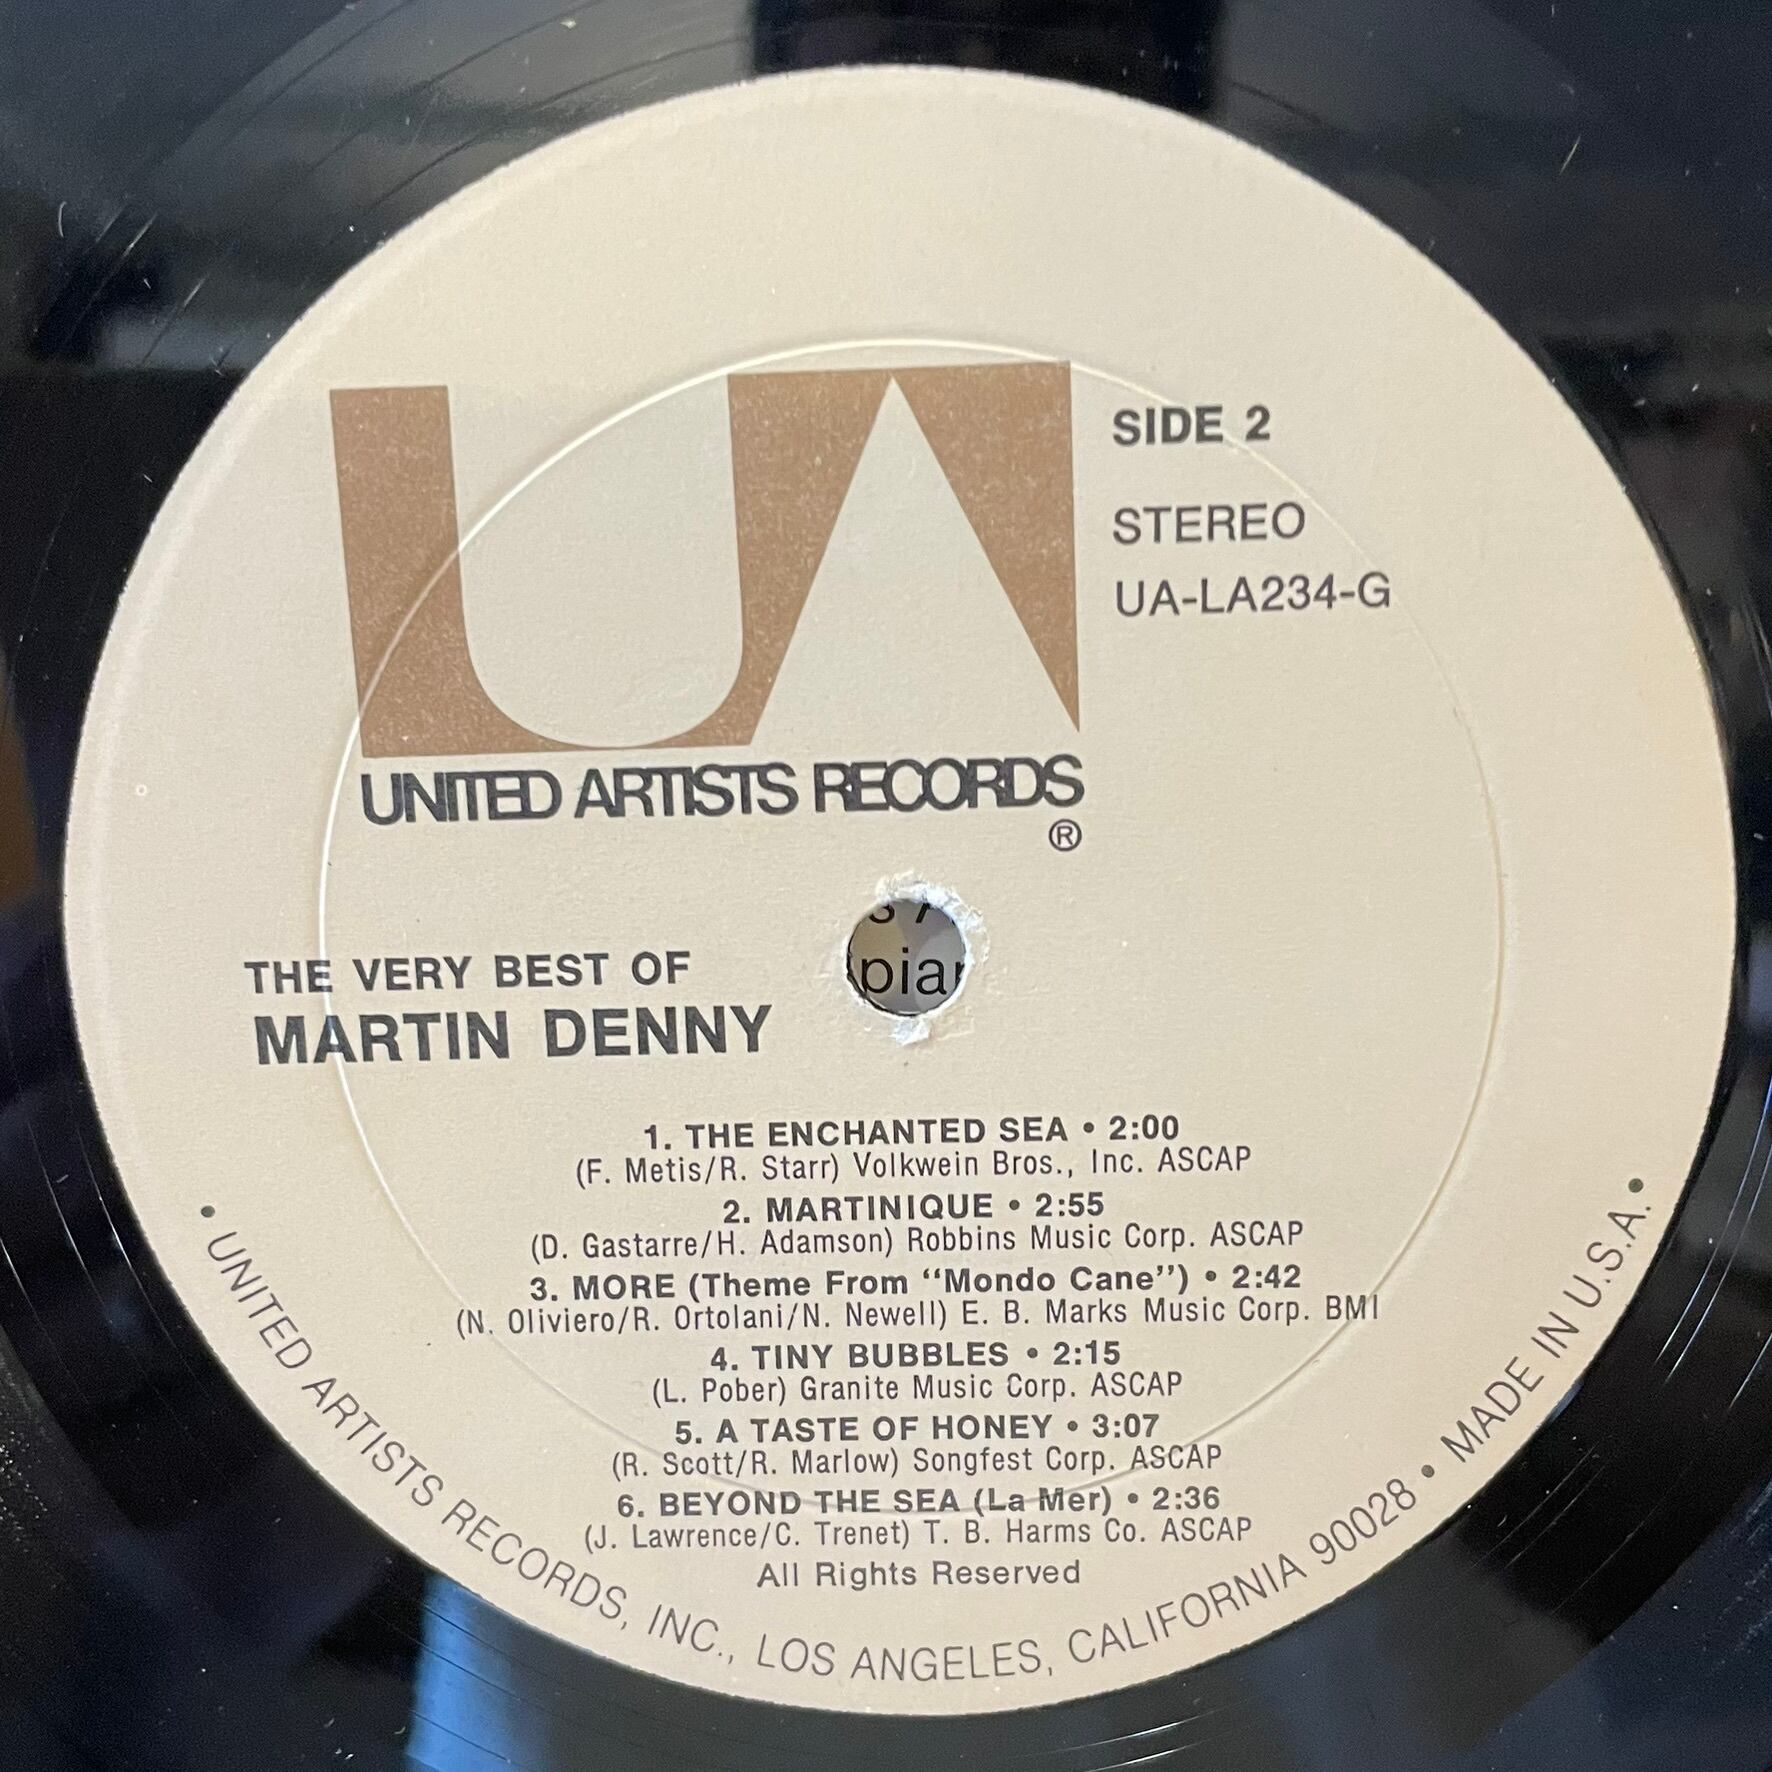 UA
SIDE 2
STEREO
UA-LA234-G
UNITED ARTISTS RECORDS
®
THE VERY BEST OF
MARTIN DENNY
1. THE ENCHANTED SEA • 2:00
(F. Metis/R. Starr) Volkwein Bros., Inc. ASCAP
2. MARTINIQUE • 2:55
(D. Gastarre/H. Adamson) Robbins Music Corp. ASCAP
3. MORE (Theme From "Mondo Cane") • 2:42
(N. Oliviero/R. Ortolani/N. Newell) E. B. Marks Music Corp. BMI
4. TINY BUBBLES • 2:15
(L. Pober) Granite Music Corp. ASCAP
5. A TASTE OF HONEY • 3:07
(R. Scott/R. Marlow) Songfest Corp. ASCAP
6. BEYOND THE SEA (La Mer) • 2:36
(J. Lawrence/C. Trenet) T. B. Harms Co. ASCAP
All Rights Reserved
• UNITED ARTISTS RECORDS, INC., LOS ANGELES, CALIFORNIA 90028 • MADE IN U.S.A. •